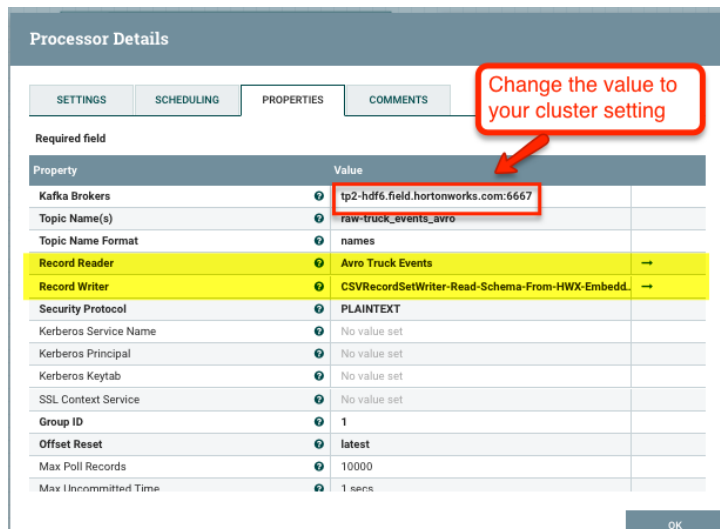 Processor Details
Change the value to
your cluster setting
SETTINGS SCHEDULING PROPERTIES COMMENTS
Required field
Property Value
Kafka Brokers tp2-hdf6.field.hortonworks.com:6667
Topic Name(s) raw-truck_events_avro
Topic Name Format names
Record Reader Avro Truck Events
Record Writer CSVRecordSetWriter-Read-Schema-From-HWX-Embedd..
Security Protocol PLAINTEXT
Kerberos Service Name No value set
Kerberos Principal No value set
Kerberos Keytab No value set
SSL Context Service No value set
Group ID 1
Offset Reset latest
Max Poll Records 10000
Max Uncommitted Time 1 secs
OK